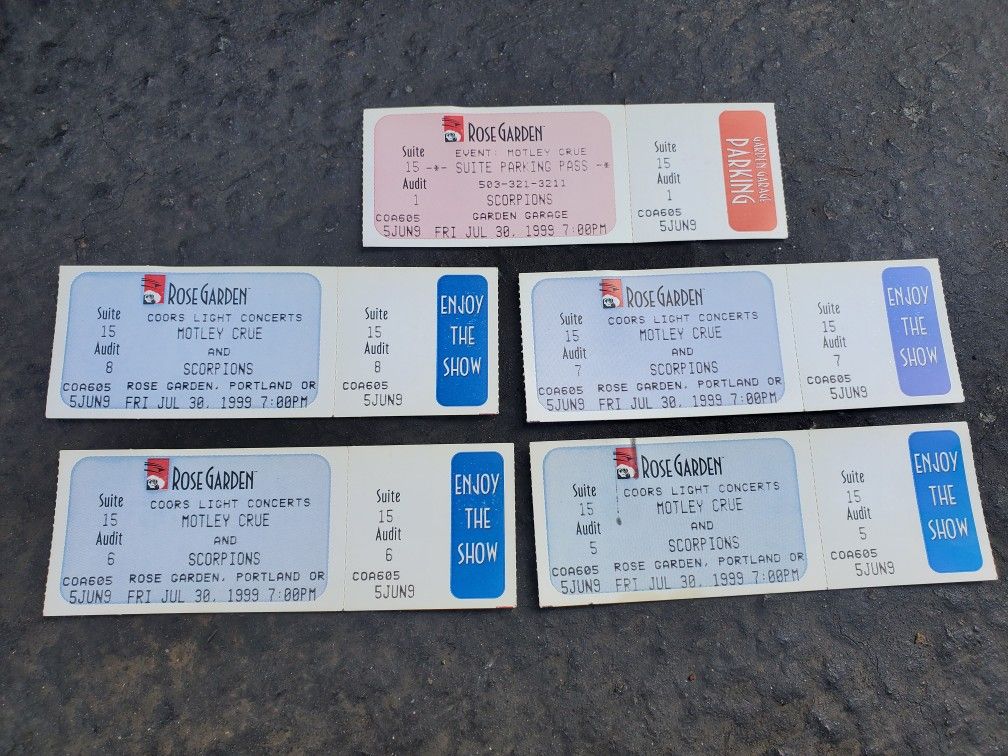 ROSE GARDEN™
Suite EVENT: MOTLEY CRUE
15 -*- SUITE PARKING PASS -*
Audit 503-321-3211
1 SCORPIONS
COA605 GARDEN GARAGE
5JUN9 FRI JUL 30, 1999 7:00PM
Suite
15
Audit
1
COA605
5JUN9
GARDEN GARAGE
PARKING
ROSE GARDEN™
Suite COORS LIGHT CONCERTS
15 MOTLEY CRUE
Audit AND
8 SCORPIONS
COA605 ROSE GARDEN, PORTLAND OR
5JUN9 FRI JUL 30, 1999 7:00PM
Suite
15
Audit
8
COA605
5JUN9
ENJOY
THE
SHOW
ROSE GARDEN™
Suite COORS LIGHT CONCERTS
15 MOTLEY CRUE
Audit AND
7 SCORPIONS
COA605 ROSE GARDEN, PORTLAND OR
5JUN9 FRI JUL 30, 1999 7:00PM
Suite
15
Audit
7
COA605
5JUN9
ENJOY
THE
SHOW
ROSE GARDEN™
Suite COORS LIGHT CONCERTS
15 MOTLEY CRUE
Audit AND
6 SCORPIONS
COA605 ROSE GARDEN, PORTLAND OR
5JUN9 FRI JUL 30, 1999 7:00PM
Suite
15
Audit
6
COA605
5JUN9
ENJOY
THE
SHOW
ROSE GARDEN™
Suite COORS LIGHT CONCERTS
15 MOTLEY CRUE
Audit AND
5 SCORPIONS
COA605 ROSE GARDEN, PORTLAND OR
5JUN9 FRI JUL 30, 1999 7:00PM
Suite
15
Audit
5
COA605
5JUN9
ENJOY
THE
SHOW